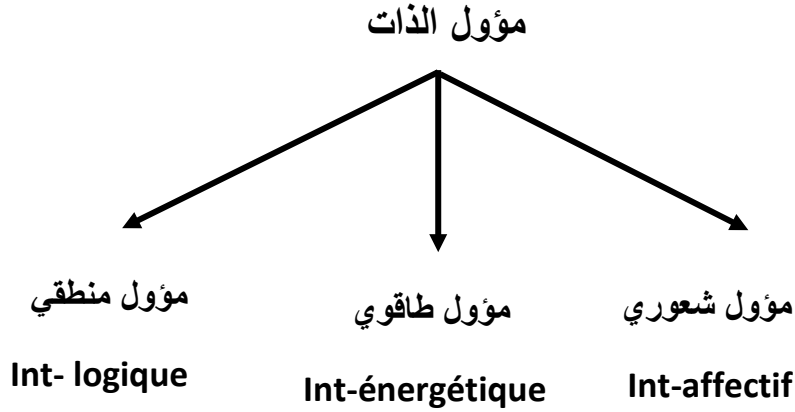 مؤول الذات
مؤول شعوري
Int-affectif
مؤول طاقوي
Int-énergétique
مؤول منطقي
Int- logique